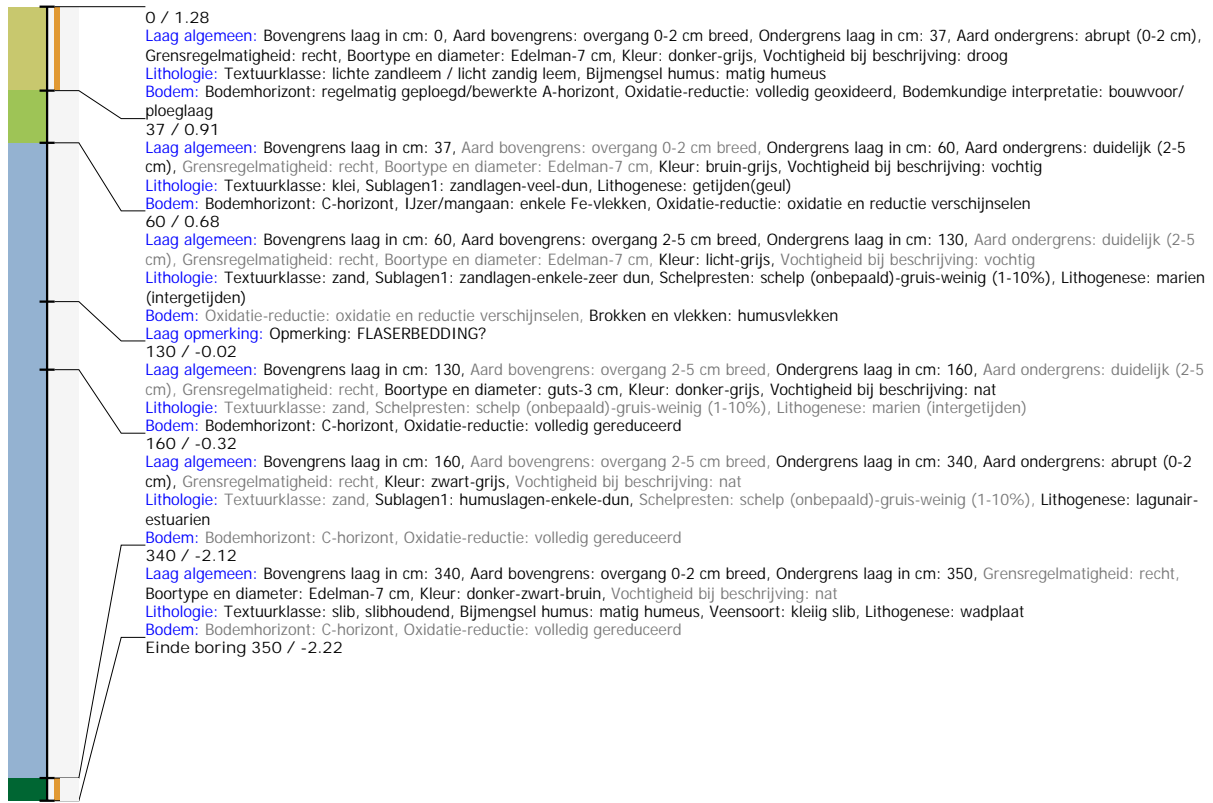 0 / 1.28
Laag algemeen: Bovengrens laag in cm: 0, Aard bovengrens: overgang 0-2 cm breed, Ondergrens laag in cm: 37, Aard ondergrens: abrupt (0-2 cm),
Grensregelmatigheid: recht, Boortype en diameter: Edelman-7 cm, Kleur: donker-grijs, Vochtigheid bij beschrijving: droog
Lithologie: Textuurklasse: lichte zandleem / licht zandig leem, Bijmengsel humus: matig humeus
Bodem: Bodemhorizont: regelmatig geploegd/bewerkte A-horizont, Oxidatie-reductie: volledig geoxideerd, Bodemkundige interpretatie: bouwvoor/
ploeglaag
37 / 0.91
Laag algemeen: Bovengrens laag in cm: 37, Aard bovengrens: overgang 0-2 cm breed, Ondergrens laag in cm: 60, Aard ondergrens: duidelijk (2-5
cm), Grensregelmatigheid: recht, Boortype en diameter: Edelman-7 cm, Kleur: bruin-grijs, Vochtigheid bij beschrijving: vochtig
Lithologie: Textuurklasse: klei, Sublagen1: zandlagen-veel-dun, Lithogenese: getijden(geul)
Bodem: Bodemhorizont: C-horizont, IJzer/mangaan: enkele Fe-vlekken, Oxidatie-reductie: oxidatie en reductie verschijnselen
60 / 0.68
Laag algemeen: Bovengrens laag in cm: 60, Aard bovengrens: overgang 2-5 cm breed, Ondergrens laag in cm: 130, Aard ondergrens: duidelijk (2-5
cm), Grensregelmatigheid: recht, Boortype en diameter: Edelman-7 cm, Kleur: licht-grijs, Vochtigheid bij beschrijving: vochtig
Lithologie: Textuurklasse: zand, Sublagen1: zandlagen-enkele-zeer dun, Schelpresten: schelp (onbepaald)-gruis-weinig (1-10%), Lithogenese: marien
(intergetijden)
Bodem: Oxidatie-reductie: oxidatie en reductie verschijnselen, Brokken en vlekken: humusvlekken
Laag opmerking: Opmerking: FLASERBEDDING?
130 / -0.02
Laag algemeen: Bovengrens laag in cm: 130, Aard bovengrens: overgang 2-5 cm breed, Ondergrens laag in cm: 160, Aard ondergrens: duidelijk (2-5
cm), Grensregelmatigheid: recht, Boortype en diameter: guts-3 cm, Kleur: donker-grijs, Vochtigheid bij beschrijving: nat
Lithologie: Textuurklasse: zand, Schelpresten: schelp (onbepaald)-gruis-weinig (1-10%), Lithogenese: marien (intergetijden)
Bodem: Bodemhorizont: C-horizont, Oxidatie-reductie: volledig gereduceerd
160 / -0.32
Laag algemeen: Bovengrens laag in cm: 160, Aard bovengrens: overgang 2-5 cm breed, Ondergrens laag in cm: 340, Aard ondergrens: abrupt (0-2
cm), Grensregelmatigheid: recht, Kleur: zwart-grijs, Vochtigheid bij beschrijving: nat
Lithologie: Textuurklasse: zand, Sublagen1: humuslagen-enkele-dun, Schelpresten: schelp (onbepaald)-gruis-weinig (1-10%), Lithogenese: lagunair-
estuarien
Bodem: Bodemhorizont: C-horizont, Oxidatie-reductie: volledig gereduceerd
340 / -2.12
Laag algemeen: Bovengrens laag in cm: 340, Aard bovengrens: overgang 0-2 cm breed, Ondergrens laag in cm: 350, Grensregelmatigheid: recht,
Boortype en diameter: Edelman-7 cm, Kleur: donker-zwart-bruin, Vochtigheid bij beschrijving: nat
Lithologie: Textuurklasse: slib, slibhoudend, Bijmengsel humus: matig humeus, Veensoort: kleiig slib, Lithogenese: wadplaat
Bodem: Bodemhorizont: C-horizont, Oxidatie-reductie: volledig gereduceerd
Einde boring 350 / -2.22